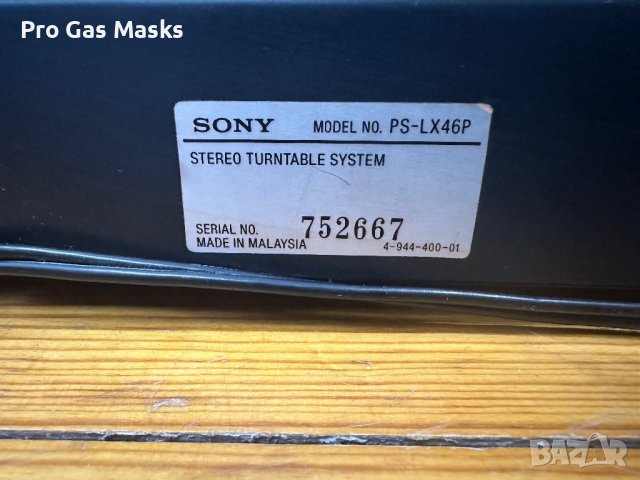 Pro Gas Masks
SONY MODEL NO. PS-LX46P
STEREO TURNTABLE SYSTEM
SERIAL NO. 752667
MADE IN MALAYSIA 4-944-400-01
BAZAR